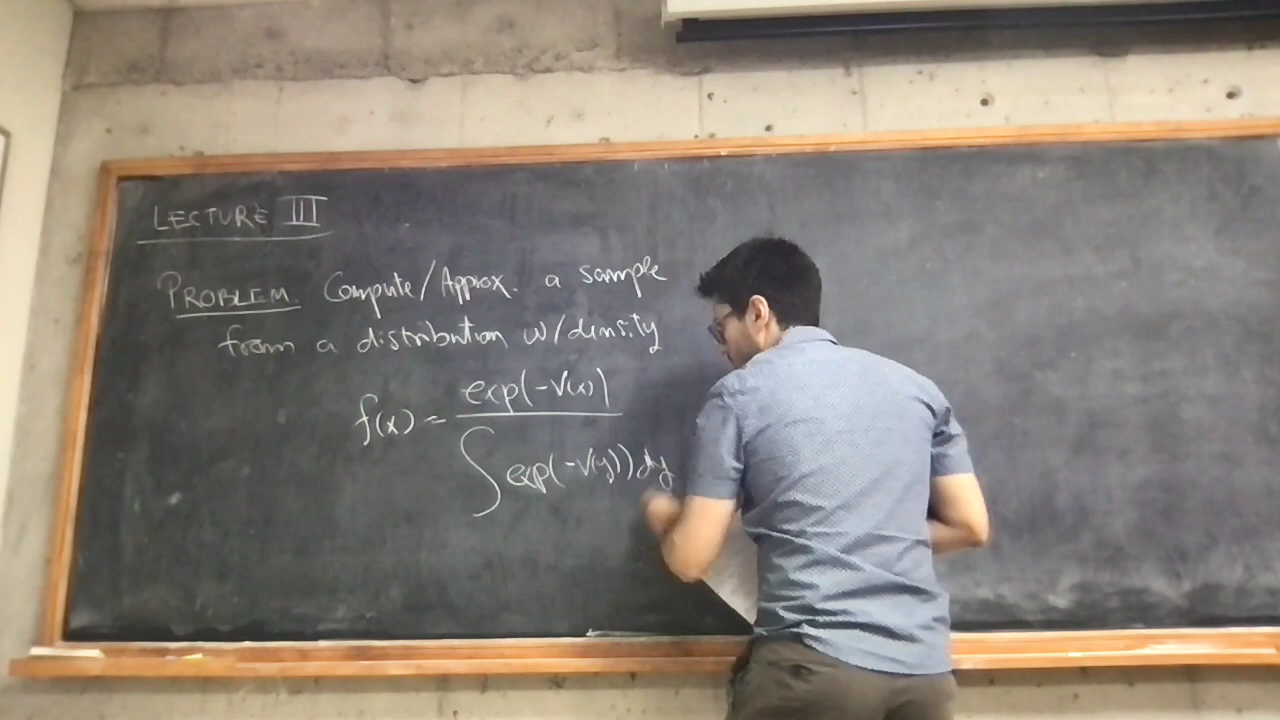 LECTURE III
PROBLEM. Compute/Approx. a sample
from a distribution w/density
f(x) = exp(-V(x)) / ∫ exp(-V(y)) dy